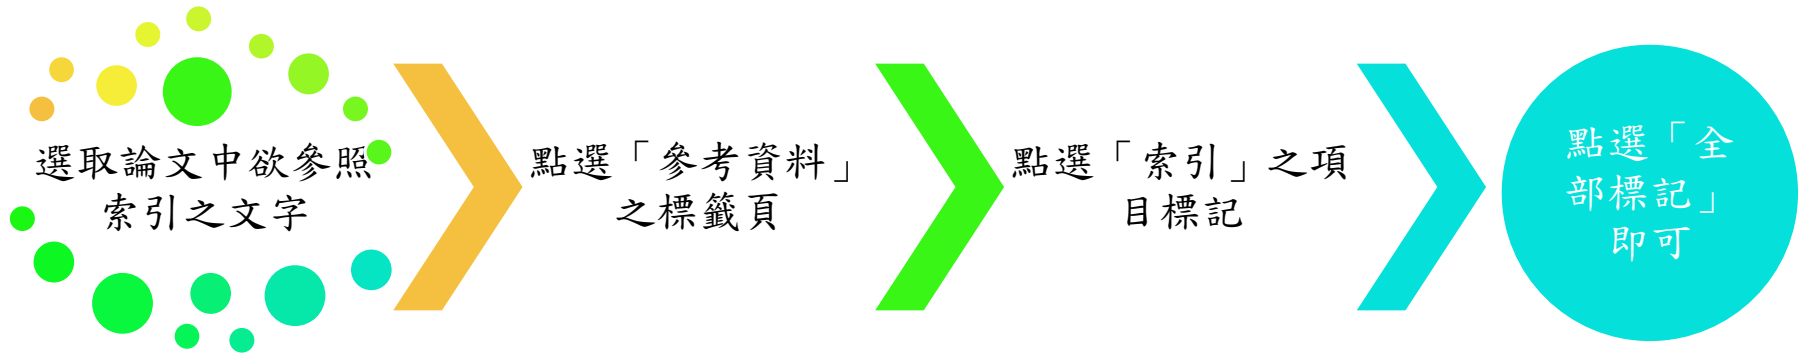 選取論文中欲參照
索引之文字
點選「參考資料」
之標籤頁
點選「索引」之項
目標記
點選「全
部標記」
即可